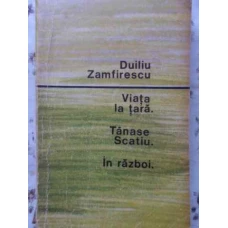 Duiliu
Zamfirescu
Viața
la țară.
Tănase
Scatiu.
În război.